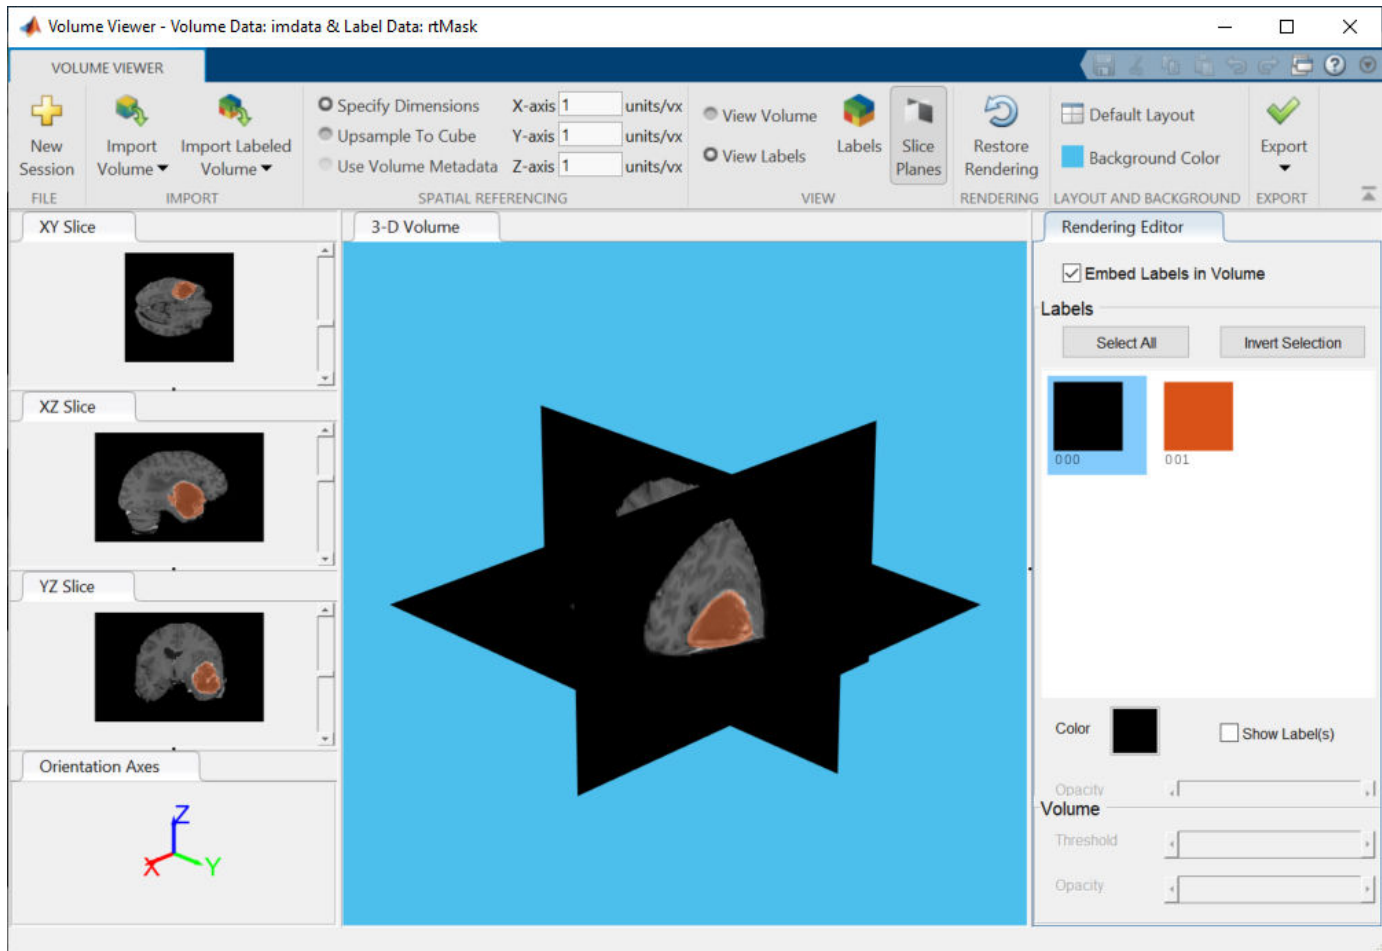 Volume Viewer - Volume Data: imdata & Label Data: rtMask
VOLUME VIEWER
New Session
Import Volume
Import Labeled Volume
Specify Dimensions
Upsample To Cube
Use Volume Metadata
X-axis 1 units/vx
Y-axis 1 units/vx
Z-axis 1 units/vx
View Volume
View Labels
Labels
Slice Planes
Restore Rendering
Default Layout
Background Color
Export
FILE
IMPORT
SPATIAL REFERENCING
VIEW
RENDERING
LAYOUT AND BACKGROUND
EXPORT
XY Slice
XZ Slice
YZ Slice
Orientation Axes
Z
X
Y
3-D Volume
Rendering Editor
Embed Labels in Volume
Labels
Select All
Invert Selection
000
001
Color
Show Label(s)
Opacity
Volume
Threshold
Opacity